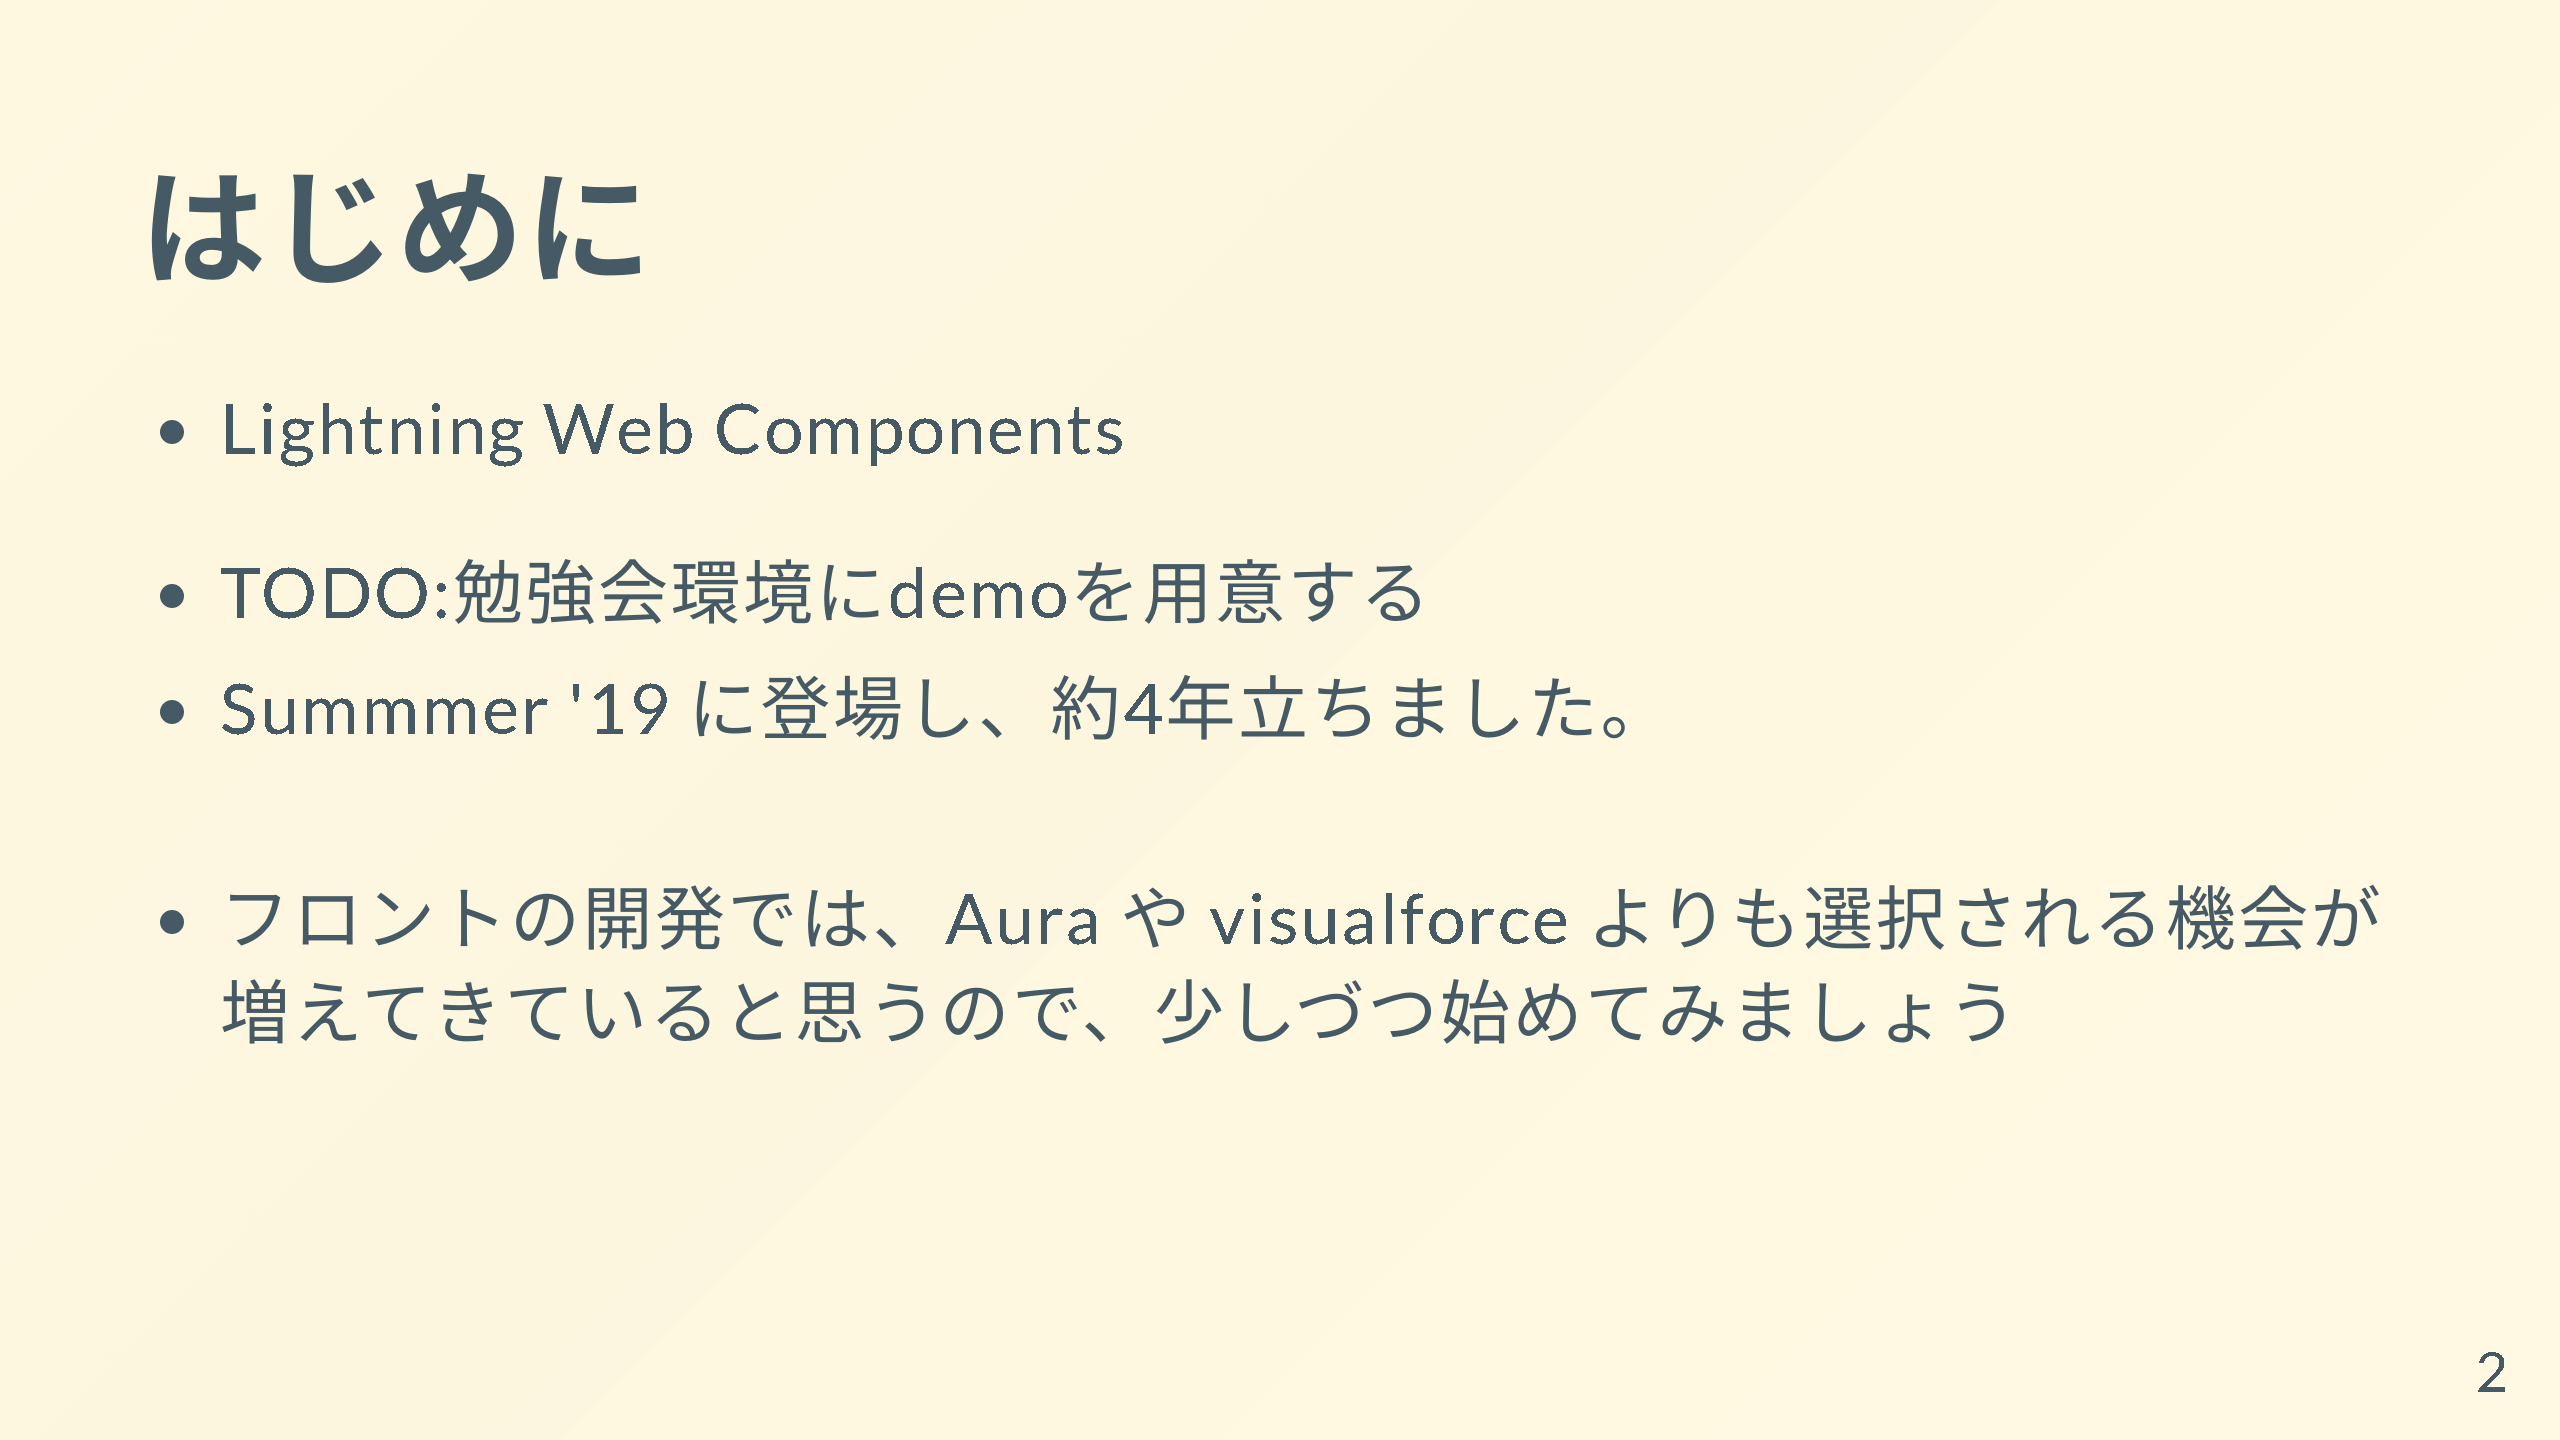 はじめに
• Lightning Web Components
• TODO:勉強会環境にdemoを用意する
• Summmer '19 に登場し、約4年立ちました。
• フロントの開発では、Aura や visualforce よりも選択される機会が
増えてきていると思うので、少しづつ始めてみましょう
2